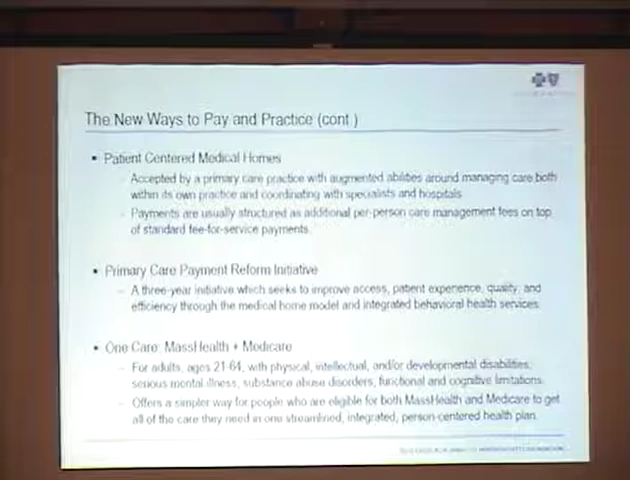 The New Ways to Pay and Practice (cont.)
• Patient Centered Medical Homes
Accepted by a primary care practice with augmented abilities around managing care both
within its own practice and coordinating with specialists and hospitals
– Payments are usually structured as additional per-person care management fees on top
of standard fee-for-service payments.
• Primary Care Payment Reform Initiative
– A three-year initiative which seeks to improve access, patient experience, quality, and
efficiency through the medical home model and integrated behavioral health services.
• One Care: MassHealth + Medicare
– For adults, ages 21-64, with physical, intellectual, and/or developmental disabilities,
serious mental illness, substance abuse disorders, functional and cognitive limitations.
– Offers a simpler way for people who are eligible for both MassHealth and Medicare to get
all of the care they need in one streamlined, integrated, person-centered health plan.